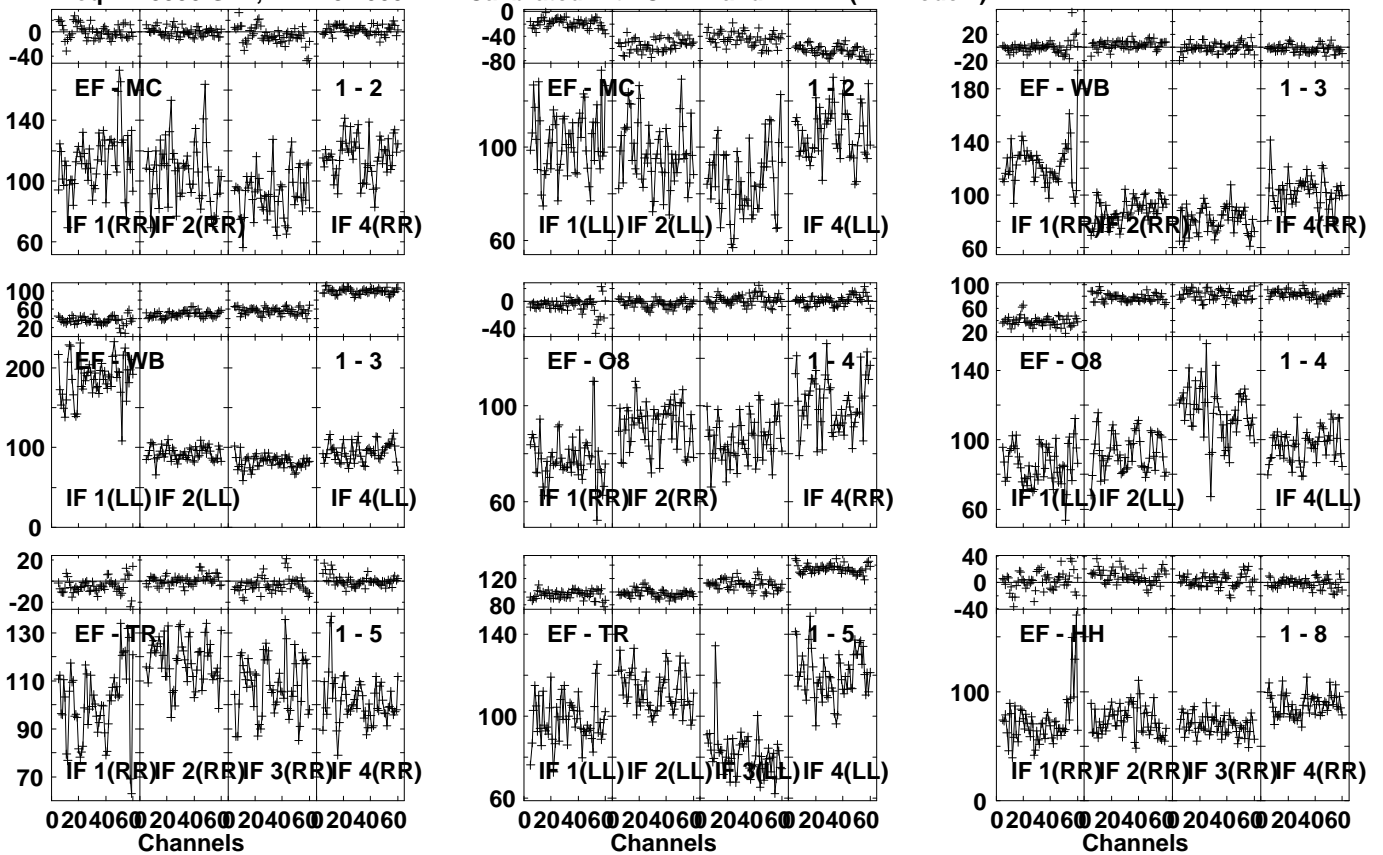 0
-40
EF - MC
1 - 2
140
100
60
IF 1(RR) IF 2(RR) IF 4(RR)
0
-40
-80
EF - MC
1 - 2
100
60
IF 1(LL) IF 2(LL) IF 4(LL)
20
-20
EF - WB
1 - 3
180
140
100
60
IF 1(RR) IF 2(RR) IF 4(RR)
100
60
20
EF - WB
1 - 3
200
100
0
IF 1(LL) IF 2(LL) IF 4(LL)
0
-40
EF - O8
1 - 4
100
60
IF 1(RR) IF 2(RR) IF 4(RR)
100
60
20
EF - O8
1 - 4
140
100
60
IF 1(LL) IF 2(LL) IF 4(LL)
20
-20
EF - TR
1 - 5
130
110
90
70
IF 1(RR) IF 2(RR) IF 3(RR) IF 4(RR)
0 20 40 60 0 20 40 60 0 20 40 60 0 20 40 60
Channels
120
80
EF - TR
1 - 5
140
100
60
IF 1(LL) IF 2(LL) IF 3(LL) IF 4(LL)
0 20 40 60 0 20 40 60 0 20 40 60 0 20 40 60
40
0
-40
EF - HH
1 - 8
100
0
IF 1(RR) IF 2(RR) IF 3(RR) IF 4(RR)
0 20 40 60 0 20 40 60 0 20 40 60 0 20 40 60
Channels